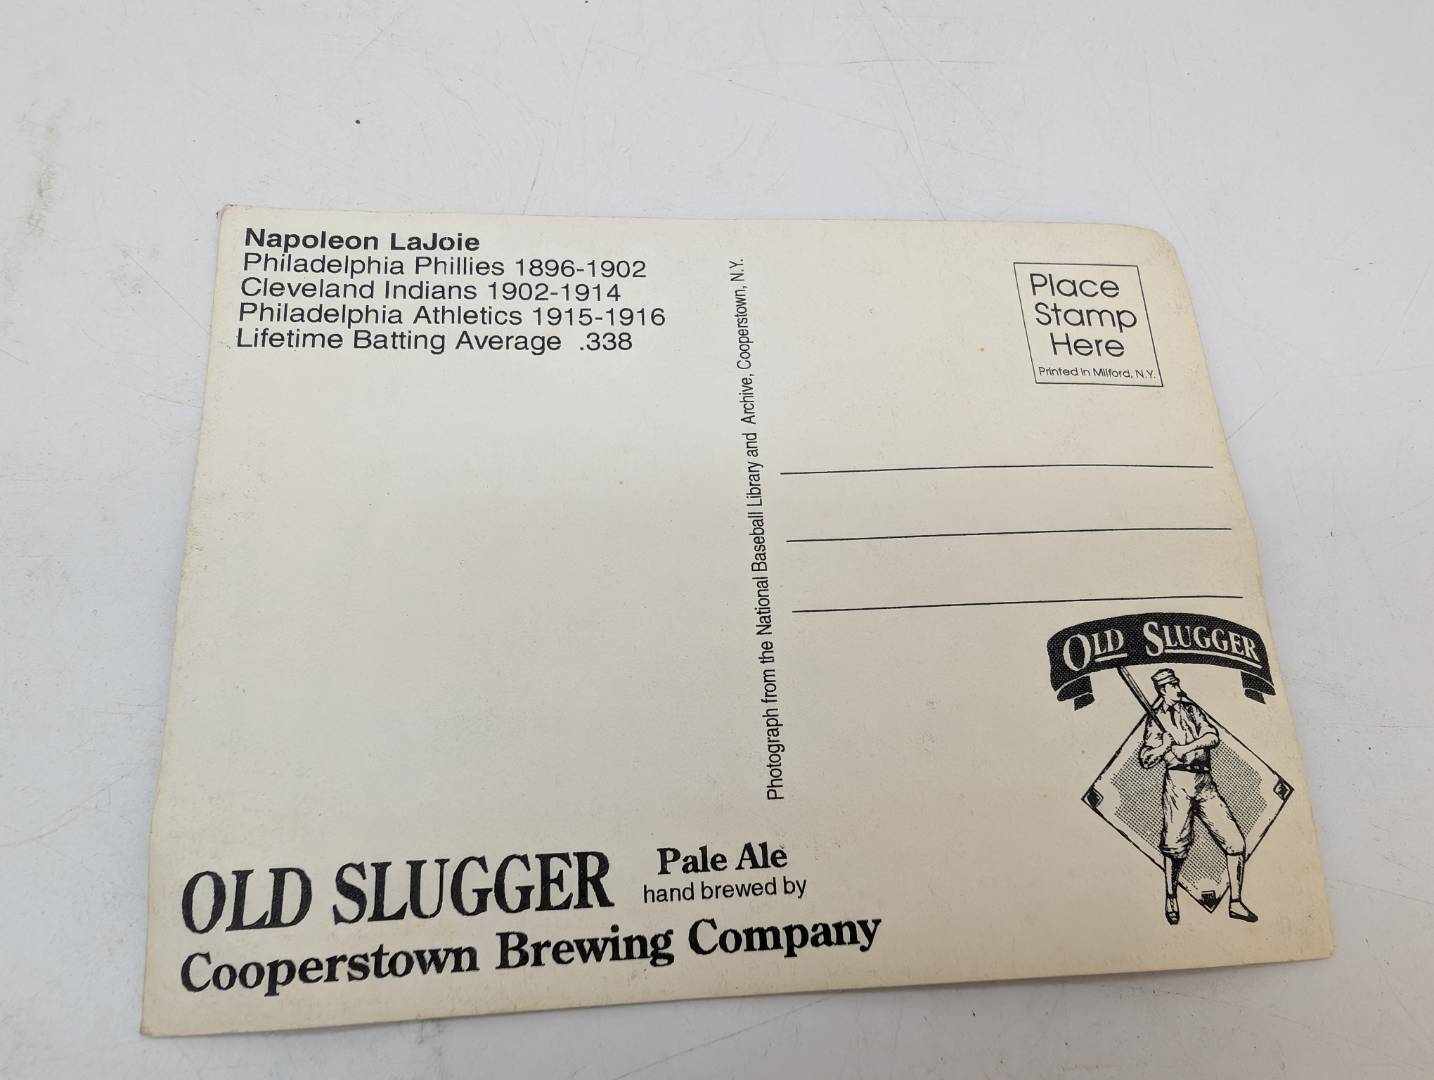 Napoleon LaJoie
Philadelphia Phillies 1896-1902
Cleveland Indians 1902-1914
Philadelphia Athletics 1915-1916
Lifetime Batting Average .338
Photograph from the National Baseball Library and Archive, Cooperstown, N.Y.
Place
Stamp
Here
Printed in Milford, N.Y.
OLD SLUGGER
OLD SLUGGER Pale Ale
hand brewed by
Cooperstown Brewing Company